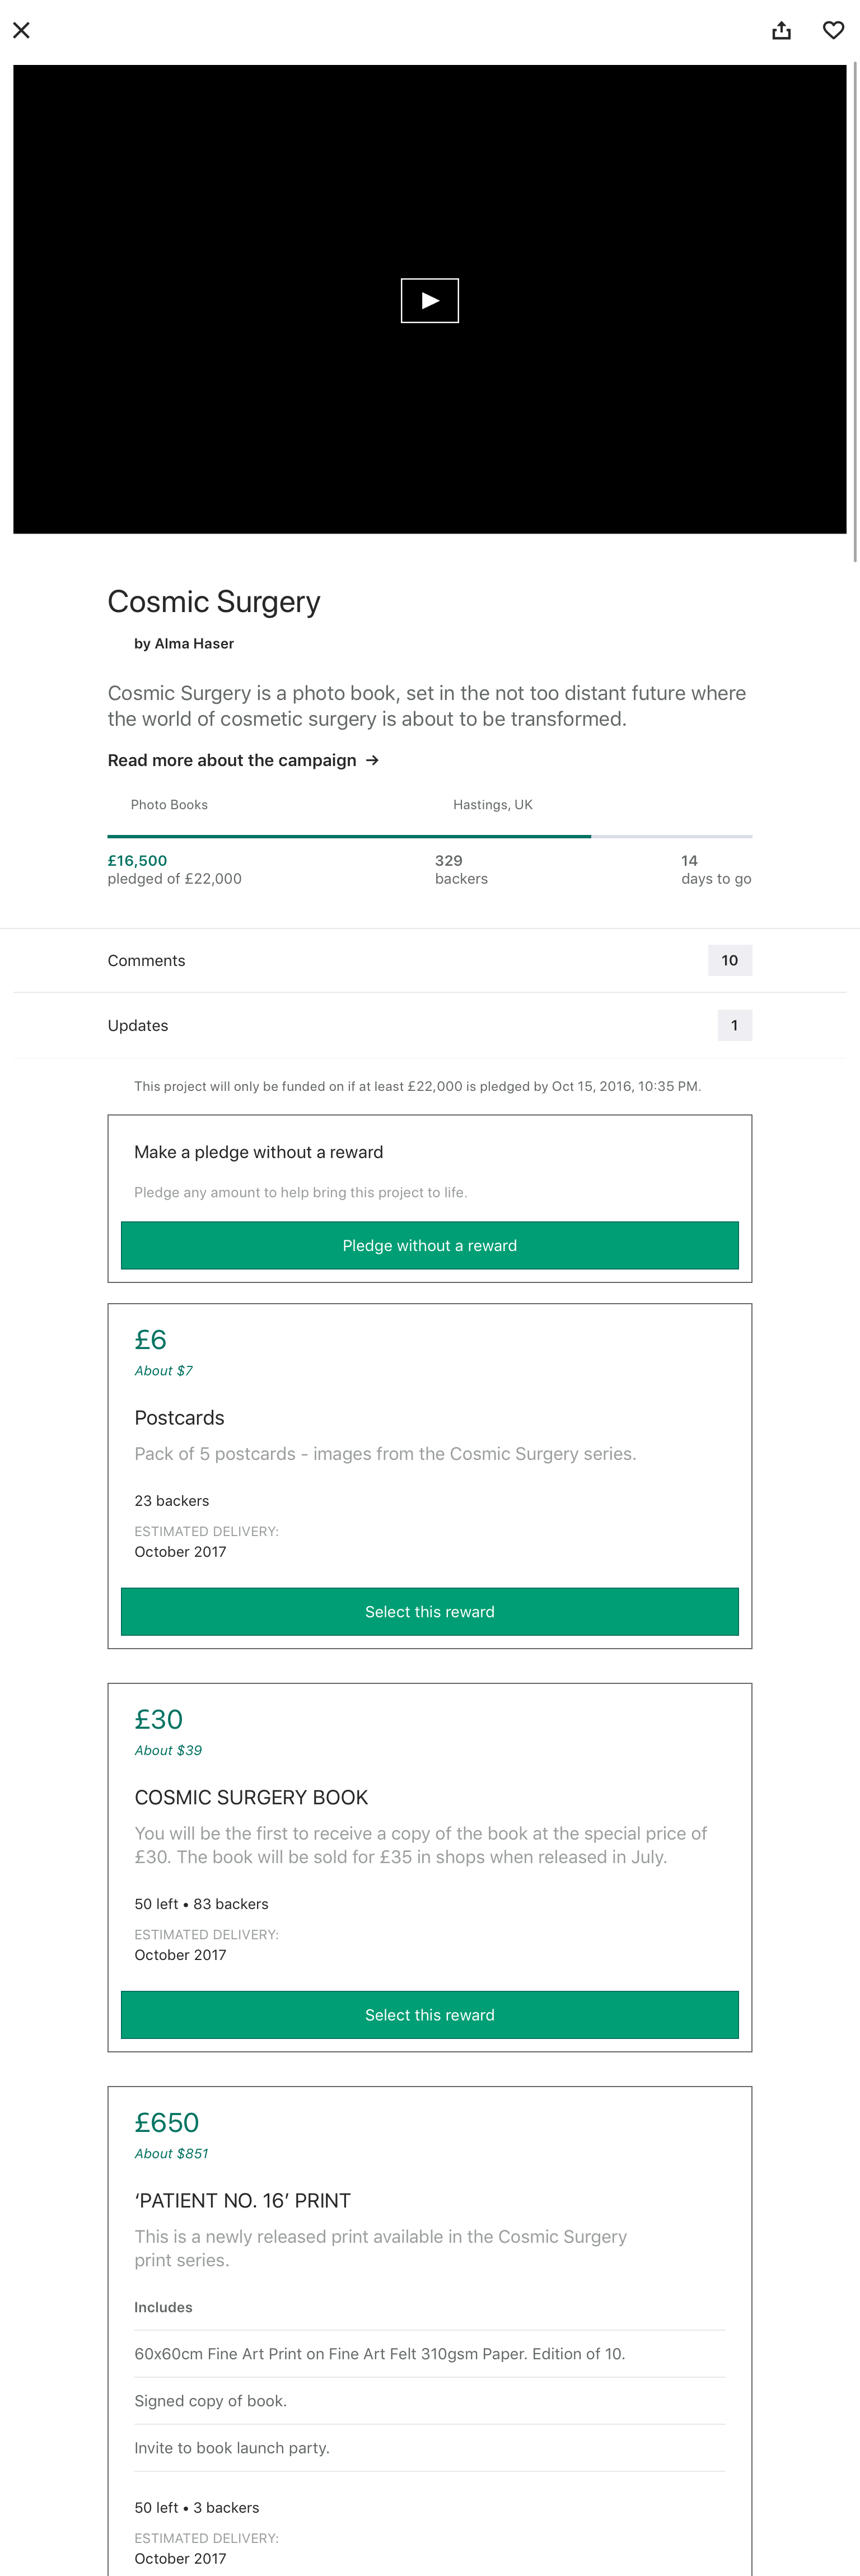 Cosmic Surgery
by Alma Haser
Cosmic Surgery is a photo book, set in the not too distant future where
the world of cosmetic surgery is about to be transformed.
Read more about the campaign →
Photo Books
Hastings, UK
£16,500
pledged of £22,000
329
backers
14
days to go
Comments
10
Updates
1
This project will only be funded on if at least £22,000 is pledged by Oct 15, 2016, 10:35 PM.
Make a pledge without a reward
Pledge any amount to help bring this project to life.
Pledge without a reward
£6
About $7
Postcards
Pack of 5 postcards - images from the Cosmic Surgery series.
23 backers
ESTIMATED DELIVERY:
October 2017
Select this reward
£30
About $39
COSMIC SURGERY BOOK
You will be the first to receive a copy of the book at the special price of
£30. The book will be sold for £35 in shops when released in July.
50 left • 83 backers
ESTIMATED DELIVERY:
October 2017
Select this reward
£650
About $851
‘PATIENT NO. 16’ PRINT
This is a newly released print available in the Cosmic Surgery
print series.
Includes
60x60cm Fine Art Print on Fine Art Felt 310gsm Paper. Edition of 10.
Signed copy of book.
Invite to book launch party.
50 left • 3 backers
ESTIMATED DELIVERY:
October 2017